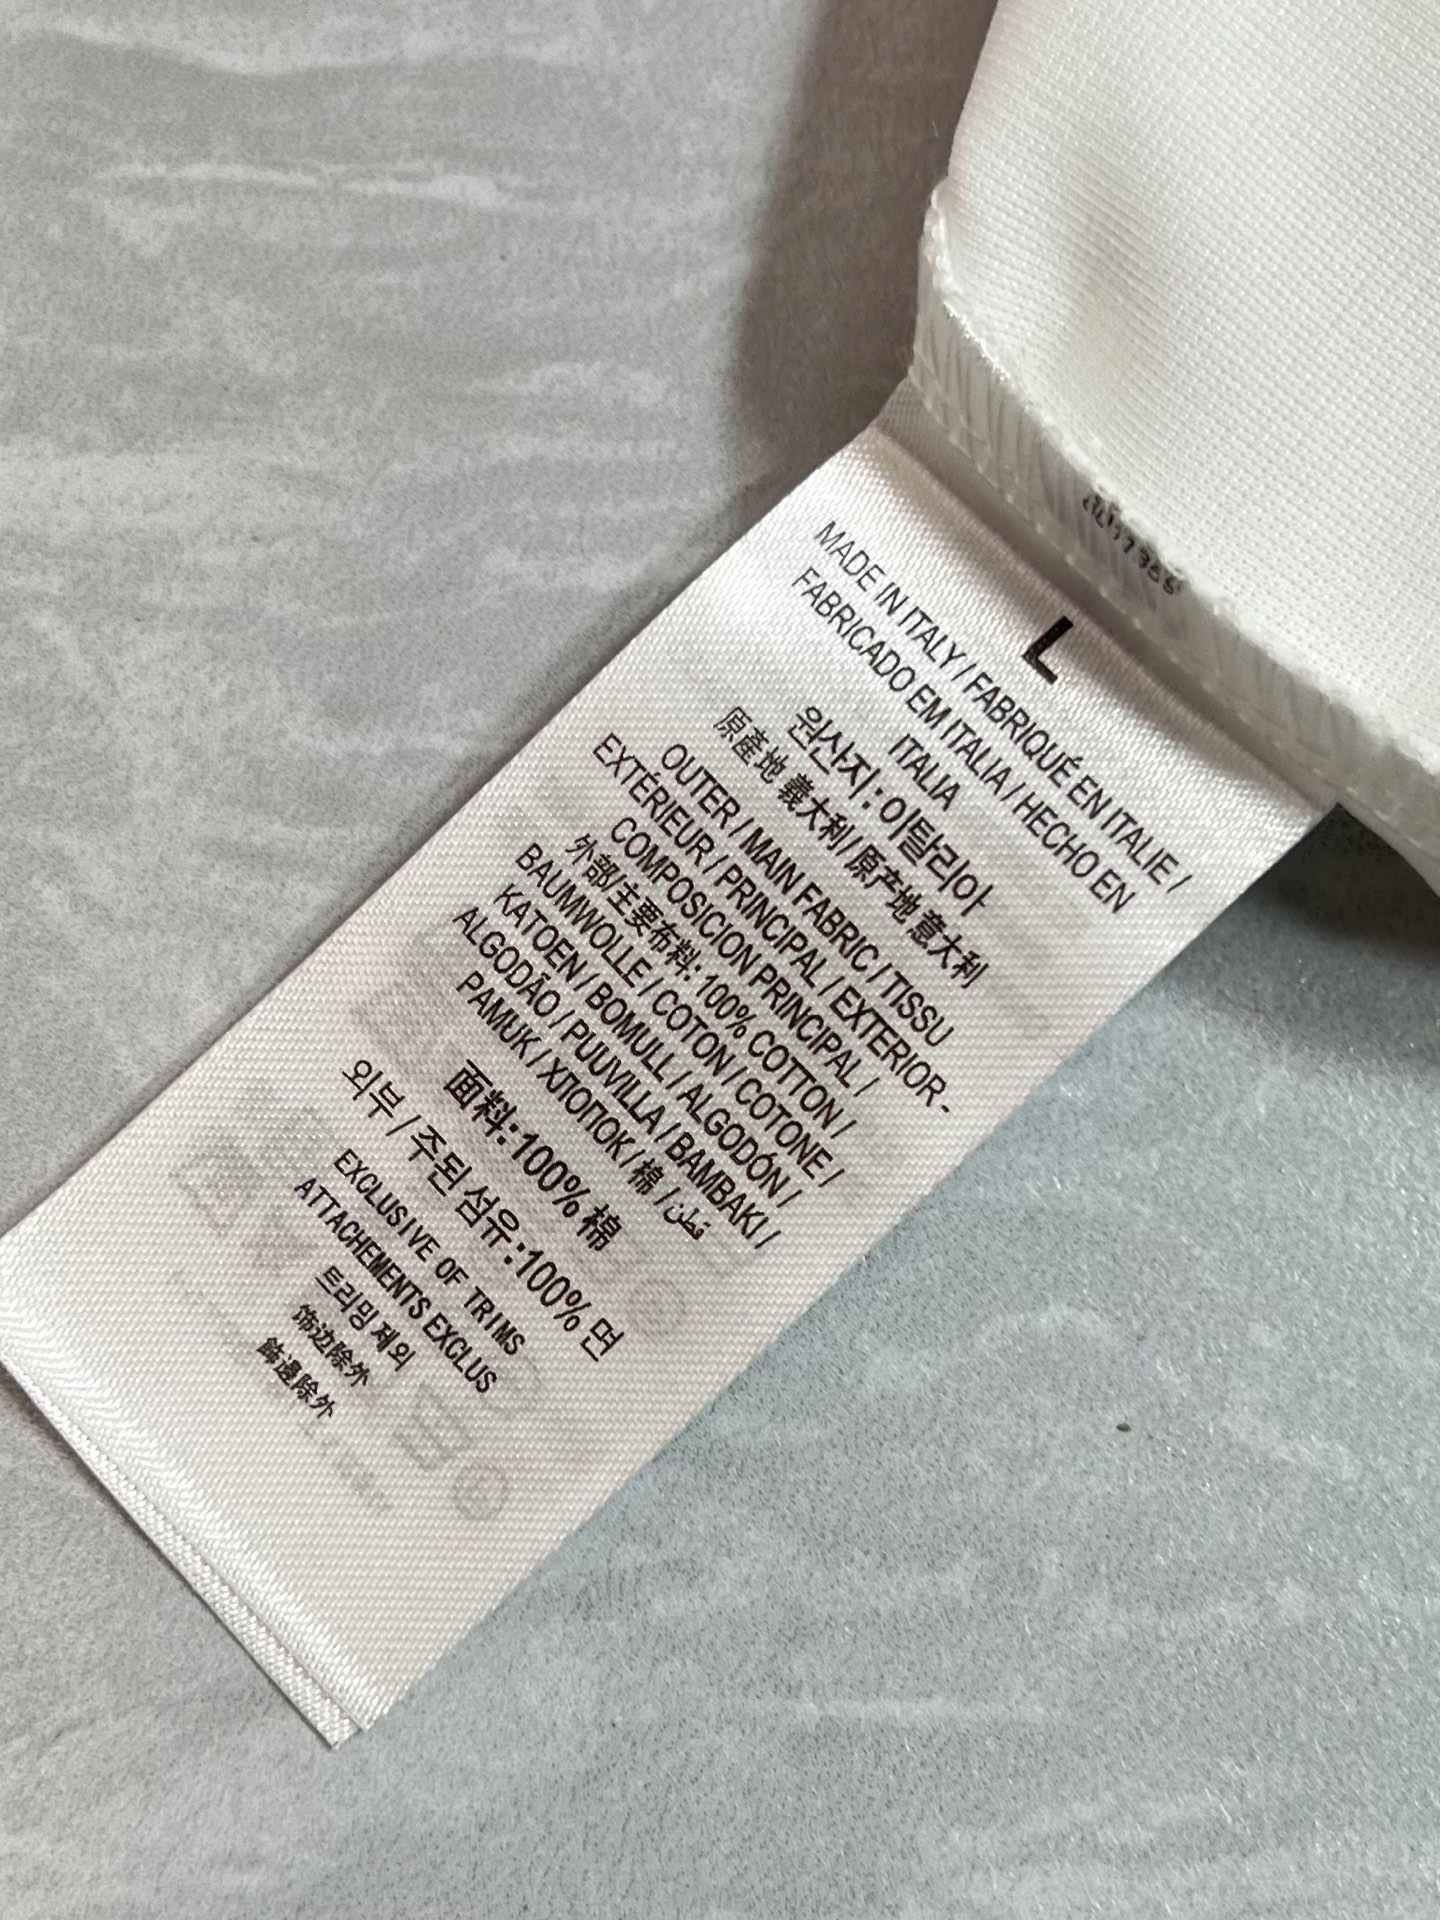 L
MADE IN ITALY / FABRIQUÉ EN ITALIE /
FABRICADO EM ITALIA / HECHO EN
ITALIA
원산지 : 이탈리아
原產地 義大利 / 原产地 意大利
OUTER / MAIN FABRIC / TISSU
EXTÉRIEUR / PRINCIPAL / EXTERIOR -
COMPOSICION PRINCIPAL /
外部/主要布料: 100% COTTON /
BAUMWOLLE / COTON / COTONE /
KATOEN / BOMULL / ALGODÓN /
ALGODÃO / PUUVILLA / BAMBAKI /
PAMUK / ХЛОПОК / 棉 / قطن
面料: 100% 棉
외부 / 주된 섬유 : 100% 면
EXCLUSIVE OF TRIMS
ATTACHEMENTS EXCLUS
트리밍 제외
饰边除外
飾邊除外